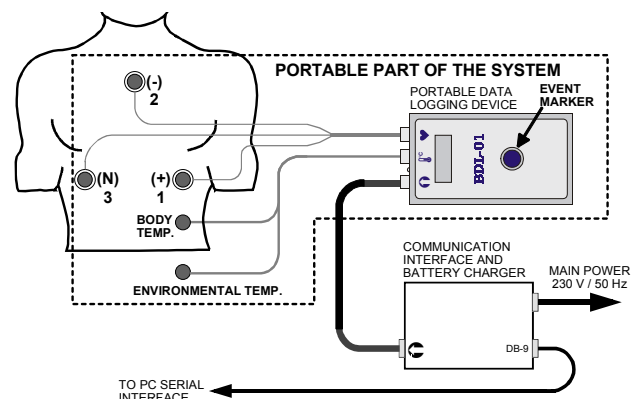 PORTABLE PART OF THE SYSTEM
(-)
2
PORTABLE DATA
LOGGING DEVICE
EVENT
MARKER
°C
BDL-01
(N)
3
(+)
1
BODY
TEMP.
ENVIRONMENTAL TEMP.
COMMUNICATION
INTERFACE AND
BATTERY CHARGER
MAIN POWER
230 V / 50 Hz
DB-9
TO PC SERIAL
INTERFACE